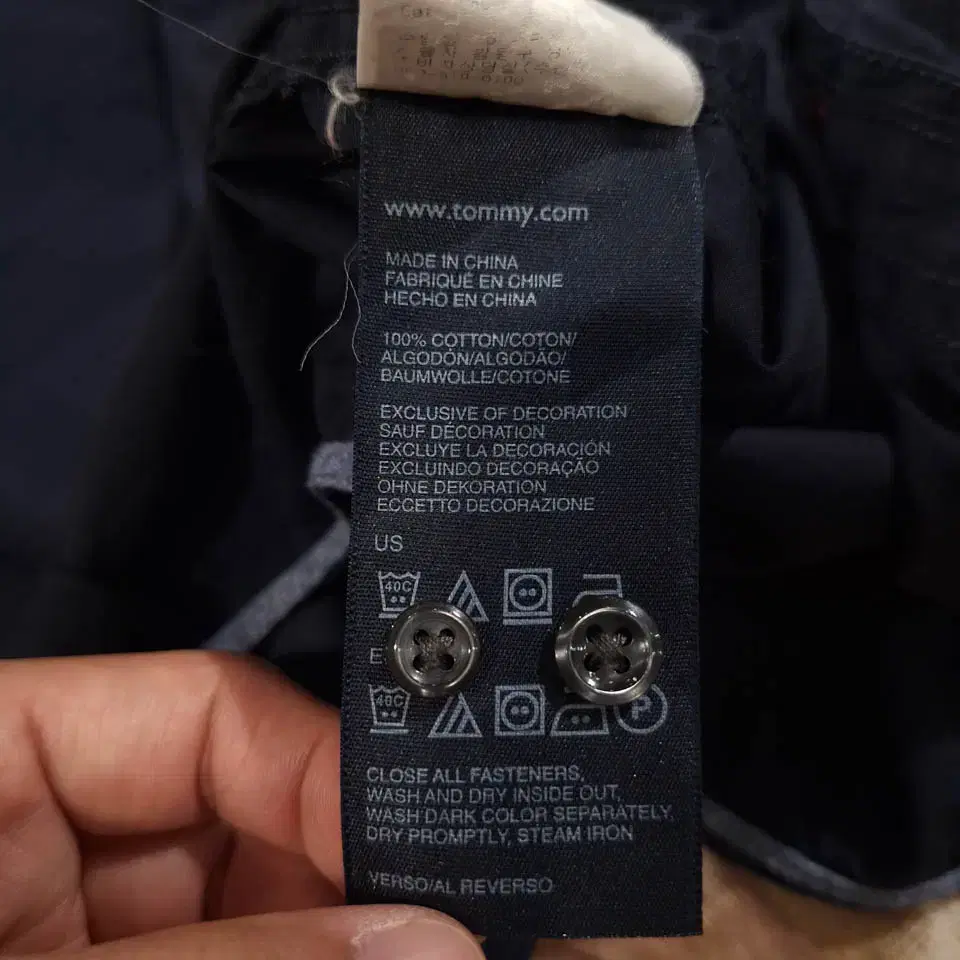 www.tommy.com
MADE IN CHINA
FABRIQUÉ EN CHINE
HECHO EN CHINA
100% COTTON/COTON/
ALGODÓN/ALGODÃO/
BAUMWOLLE/COTONE
EXCLUSIVE OF DECORATION
SAUF DÉCORATION
EXCLUYE LA DECORACIÓN
EXCLUINDO DECORAÇÃO
OHNE DEKORATION
ECCETTO DECORAZIONE
US
40C
40C P
CLOSE ALL FASTENERS,
WASH AND DRY INSIDE OUT,
WASH DARK COLOR SEPARATELY,
DRY PROMPTLY, STEAM IRON
VERSO/AL REVERSO